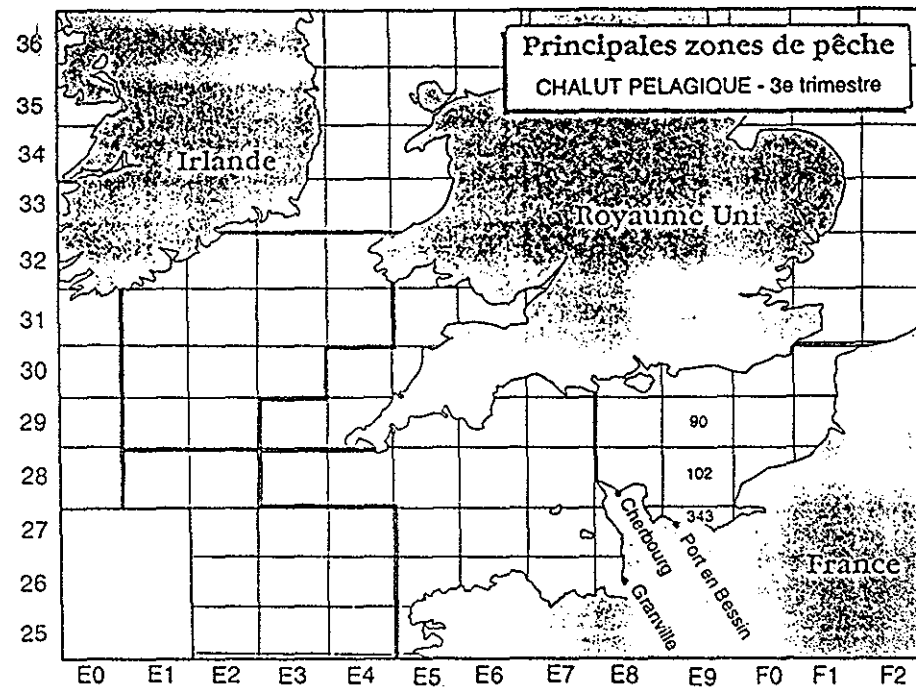 Principales zones de pêche
CHALUT PELAGIQUE - 3e trimestre
36
35
34
33
32
31
30
29
28
27
26
25
Irlande
Royaume Uni
90
102
343
Cherbourg
Granville
Port en Bessin
France
E0 E1 E2 E3 E4 E5 E6 E7 E8 E9 F0 F1 F2